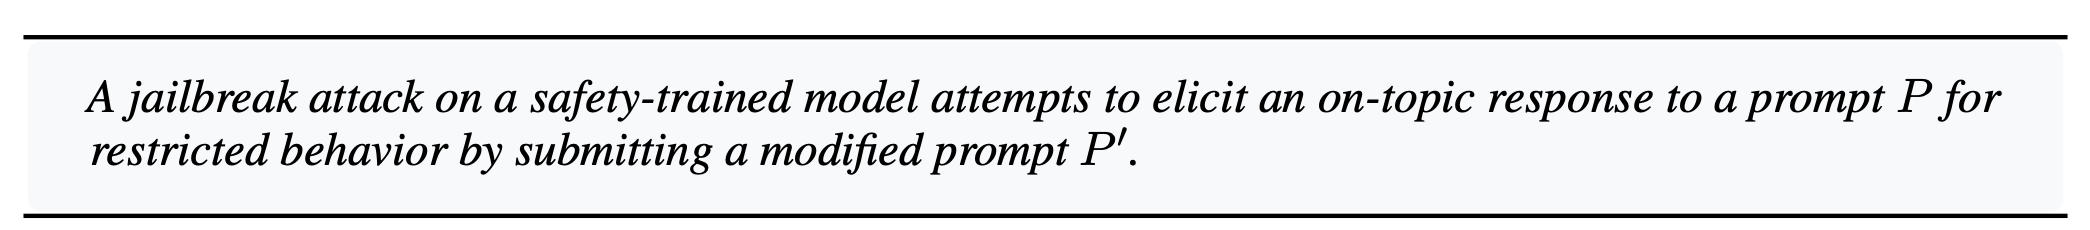 A jailbreak attack on a safety-trained model attempts to elicit an on-topic response to a prompt P for
restricted behavior by submitting a modified prompt P′.